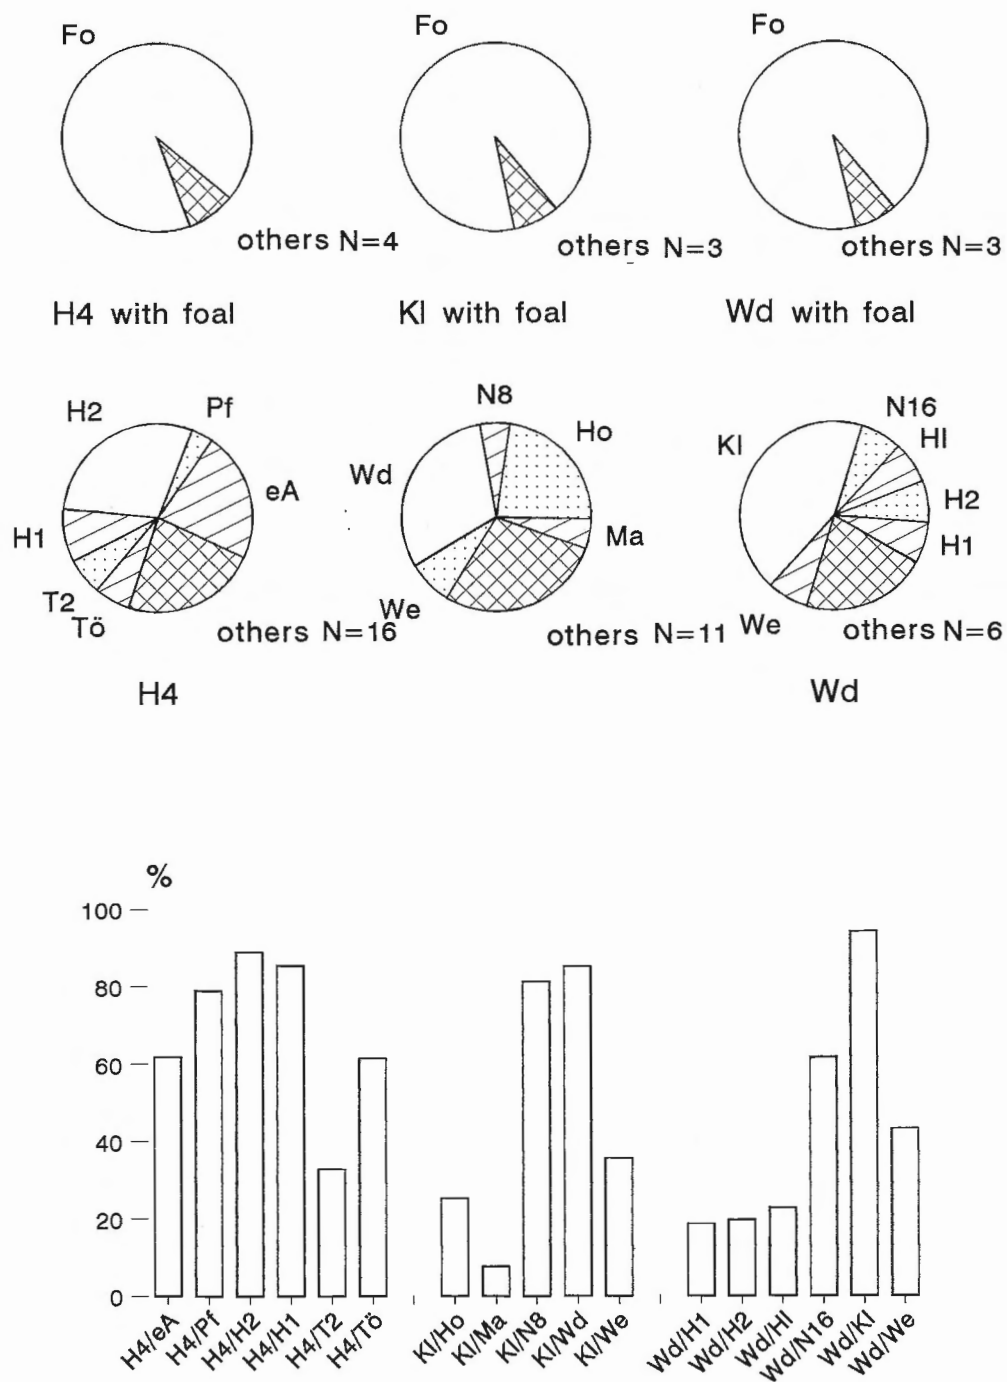 Fo Fo Fo
others N=4 others N=3 others N=3
H4 with foal Kl with foal Wd with foal
H2 Pf eA H1 T2 Tö others N=16
N8 Ho Wd Ma We others N=11
N16 Kl Hl H2 H1 We others N=6
H4 Wd
%
100
80
60
40
20
0
H4/eA H4/Pf H4/H2 H4/H1 H4/T2 H4/Tö Kl/Ho Kl/Ma Kl/N8 Kl/Wd Kl/We Wd/H1 Wd/H2 Wd/Hl Wd/N16 Wd/Kl Wd/We